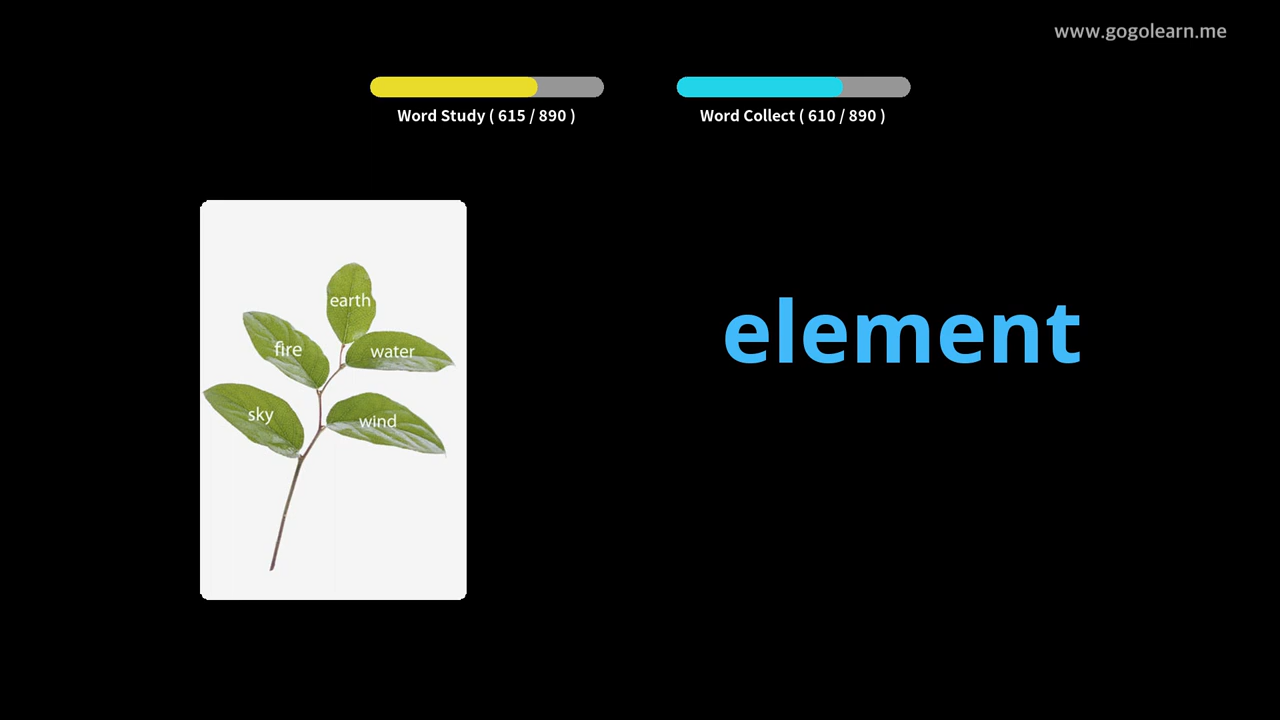 www.gogolearn.me
Word Study ( 615 / 890 )
Word Collect ( 610 / 890 )
earth
fire
water
sky
wind
element